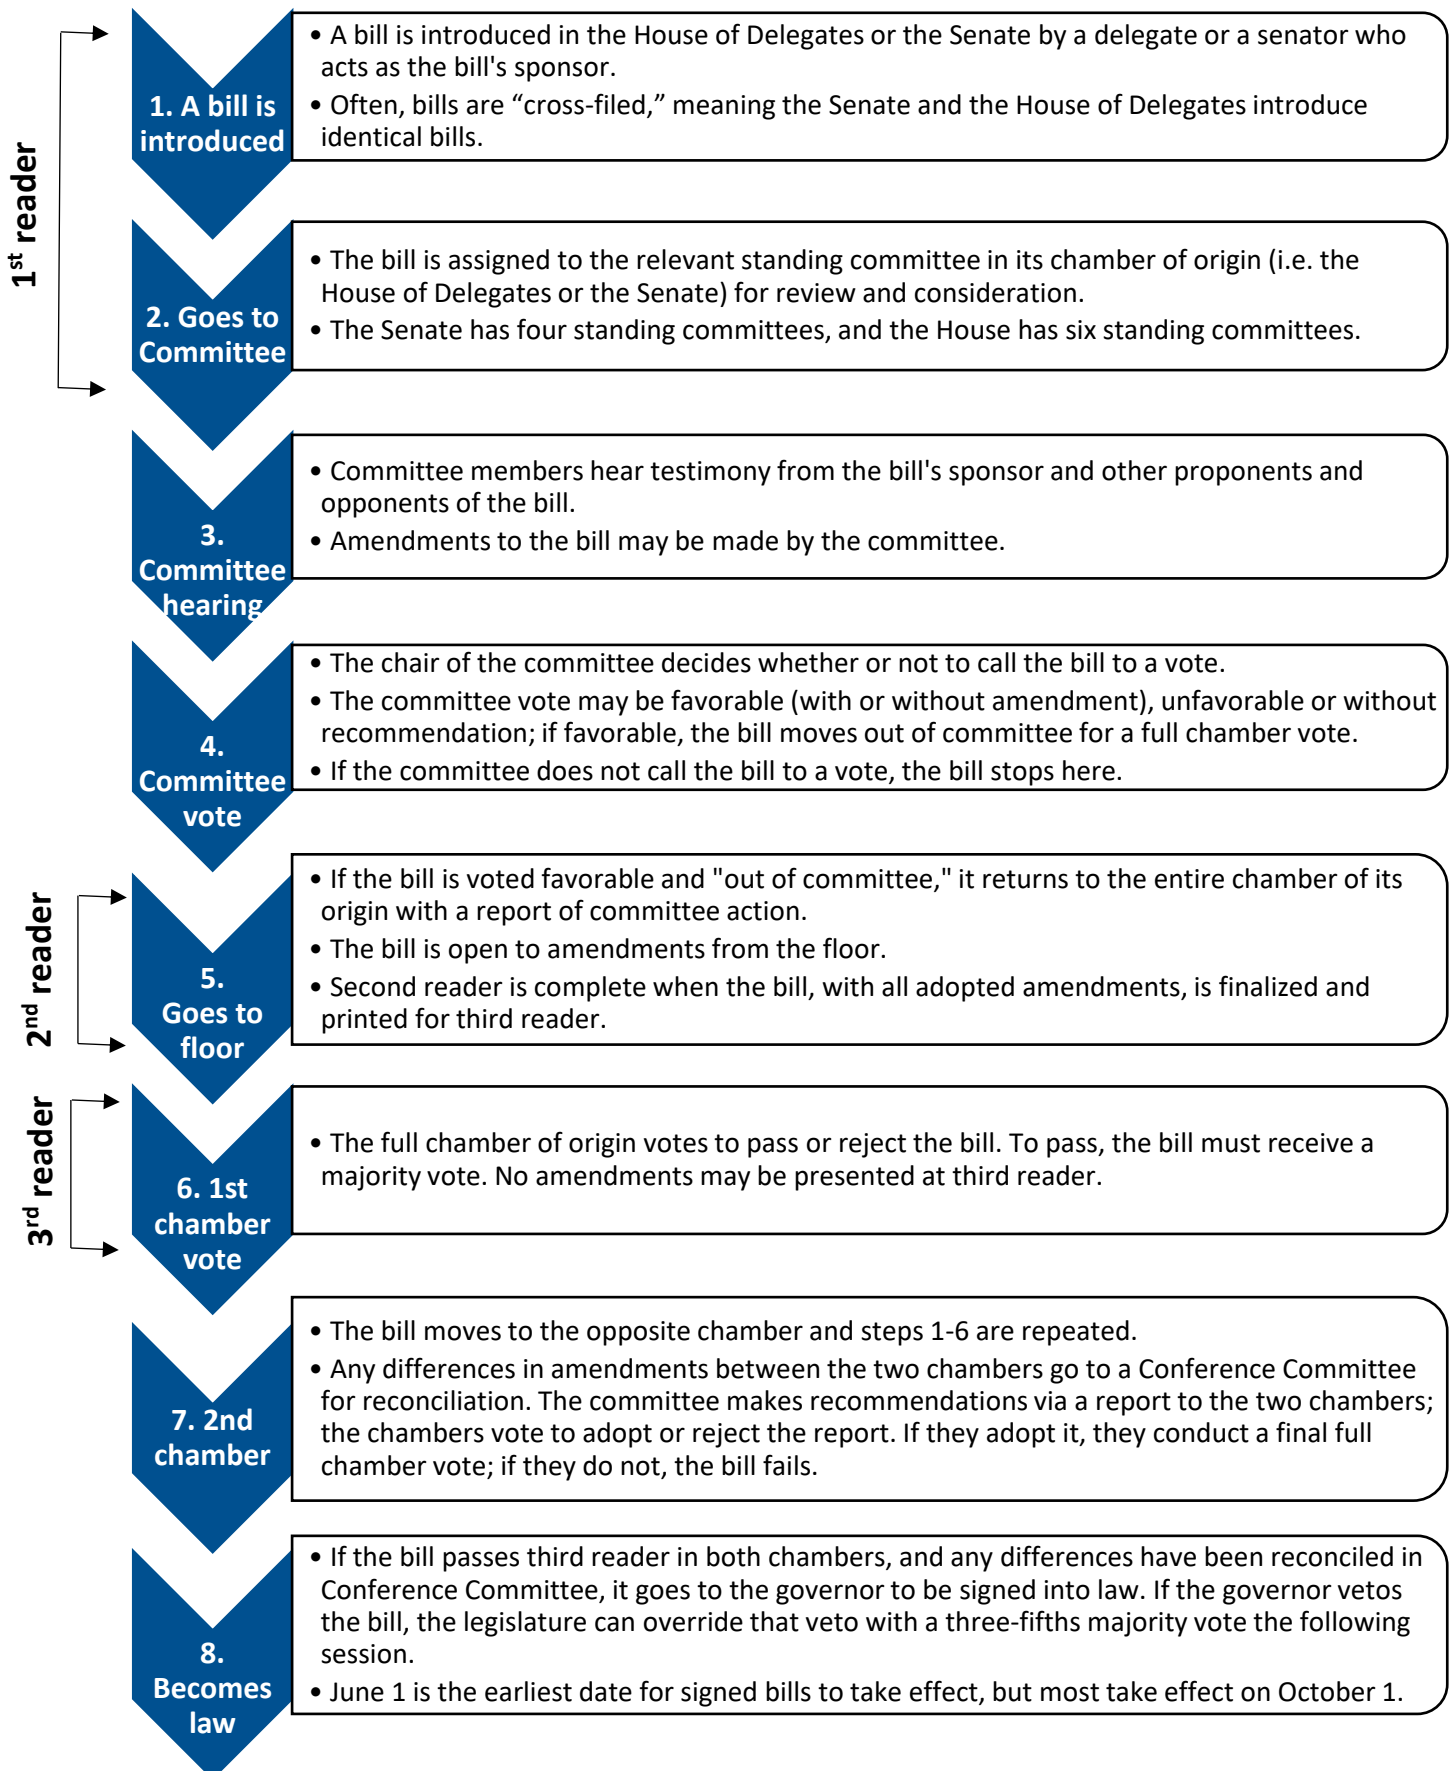 1st reader
1. A bill is
introduced
• A bill is introduced in the House of Delegates or the Senate by a delegate or a senator who
acts as the bill's sponsor.
• Often, bills are “cross-filed,” meaning the Senate and the House of Delegates introduce
identical bills.
2. Goes to
Committee
• The bill is assigned to the relevant standing committee in its chamber of origin (i.e. the
House of Delegates or the Senate) for review and consideration.
• The Senate has four standing committees, and the House has six standing committees.
3.
Committee
hearing
• Committee members hear testimony from the bill's sponsor and other proponents and
opponents of the bill.
• Amendments to the bill may be made by the committee.
4.
Committee
vote
• The chair of the committee decides whether or not to call the bill to a vote.
• The committee vote may be favorable (with or without amendment), unfavorable or without
recommendation; if favorable, the bill moves out of committee for a full chamber vote.
• If the committee does not call the bill to a vote, the bill stops here.
2nd reader
5.
Goes to
floor
• If the bill is voted favorable and "out of committee," it returns to the entire chamber of its
origin with a report of committee action.
• The bill is open to amendments from the floor.
• Second reader is complete when the bill, with all adopted amendments, is finalized and
printed for third reader.
3rd reader
6. 1st
chamber
vote
• The full chamber of origin votes to pass or reject the bill. To pass, the bill must receive a
majority vote. No amendments may be presented at third reader.
7. 2nd
chamber
• The bill moves to the opposite chamber and steps 1-6 are repeated.
• Any differences in amendments between the two chambers go to a Conference Committee
for reconciliation. The committee makes recommendations via a report to the two chambers;
the chambers vote to adopt or reject the report. If they adopt it, they conduct a final full
chamber vote; if they do not, the bill fails.
8.
Becomes
law
• If the bill passes third reader in both chambers, and any differences have been reconciled in
Conference Committee, it goes to the governor to be signed into law. If the governor vetos
the bill, the legislature can override that veto with a three-fifths majority vote the following
session.
• June 1 is the earliest date for signed bills to take effect, but most take effect on October 1.